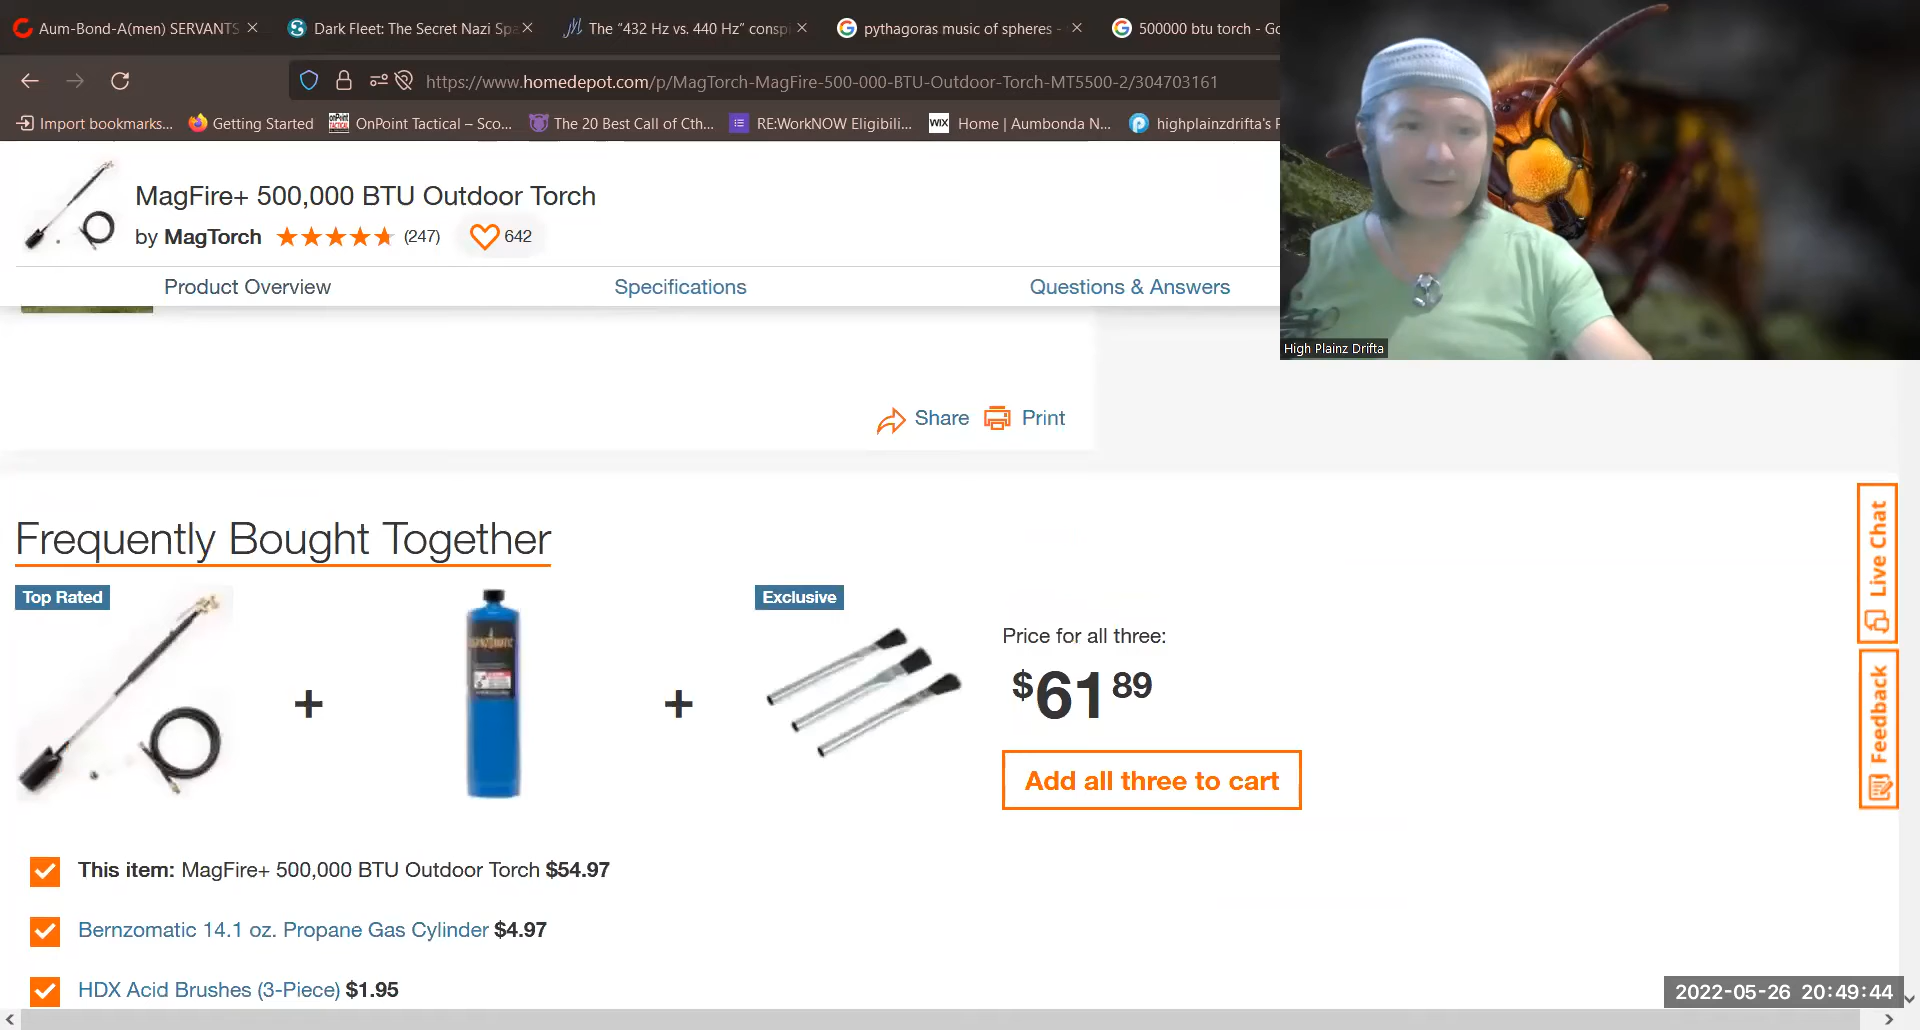 Aum-Bond-A(men) SERVANTS
Dark Fleet: The Secret Nazi Spa
The “432 Hz vs. 440 Hz” conspi
pythagoras music of spheres -
500000 btu torch - Go
https://www.homedepot.com/p/MagTorch-MagFire-500-000-BTU-Outdoor-Torch-MT5500-2/304703161
Import bookmarks...
Getting Started
OnPoint Tactical – Sco...
The 20 Best Call of Cth...
RE:WorkNOW Eligibili...
WIX
Home | Aumbonda N...
highplainzdrifta's P
MagFire+ 500,000 BTU Outdoor Torch
by MagTorch
(247)
642
Product Overview
Specifications
Questions & Answers
High Plainz Drifta
Share
Print
Frequently Bought Together
Top Rated
Exclusive
Price for all three:
$61 89
Add all three to cart
Live Chat
Feedback
This item: MagFire+ 500,000 BTU Outdoor Torch $54.97
Bernzomatic 14.1 oz. Propane Gas Cylinder $4.97
HDX Acid Brushes (3-Piece) $1.95
2022-05-26 20:49:44